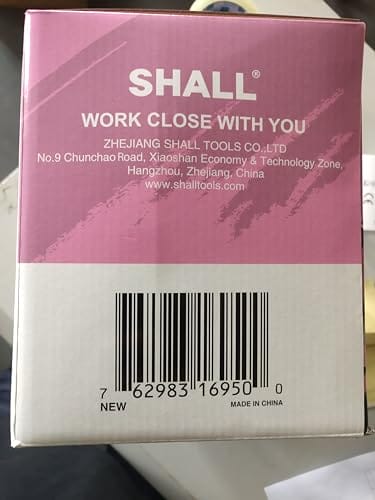 SHALL®
WORK CLOSE WITH YOU
ZHEJIANG SHALL TOOLS CO.,LTD
No.9 Chunchao Road, Xiaoshan Economy & Technology Zone,
Hangzhou, Zhejiang, China
www.shalltools.com
7 62983 16950 0
NEW MADE IN CHINA